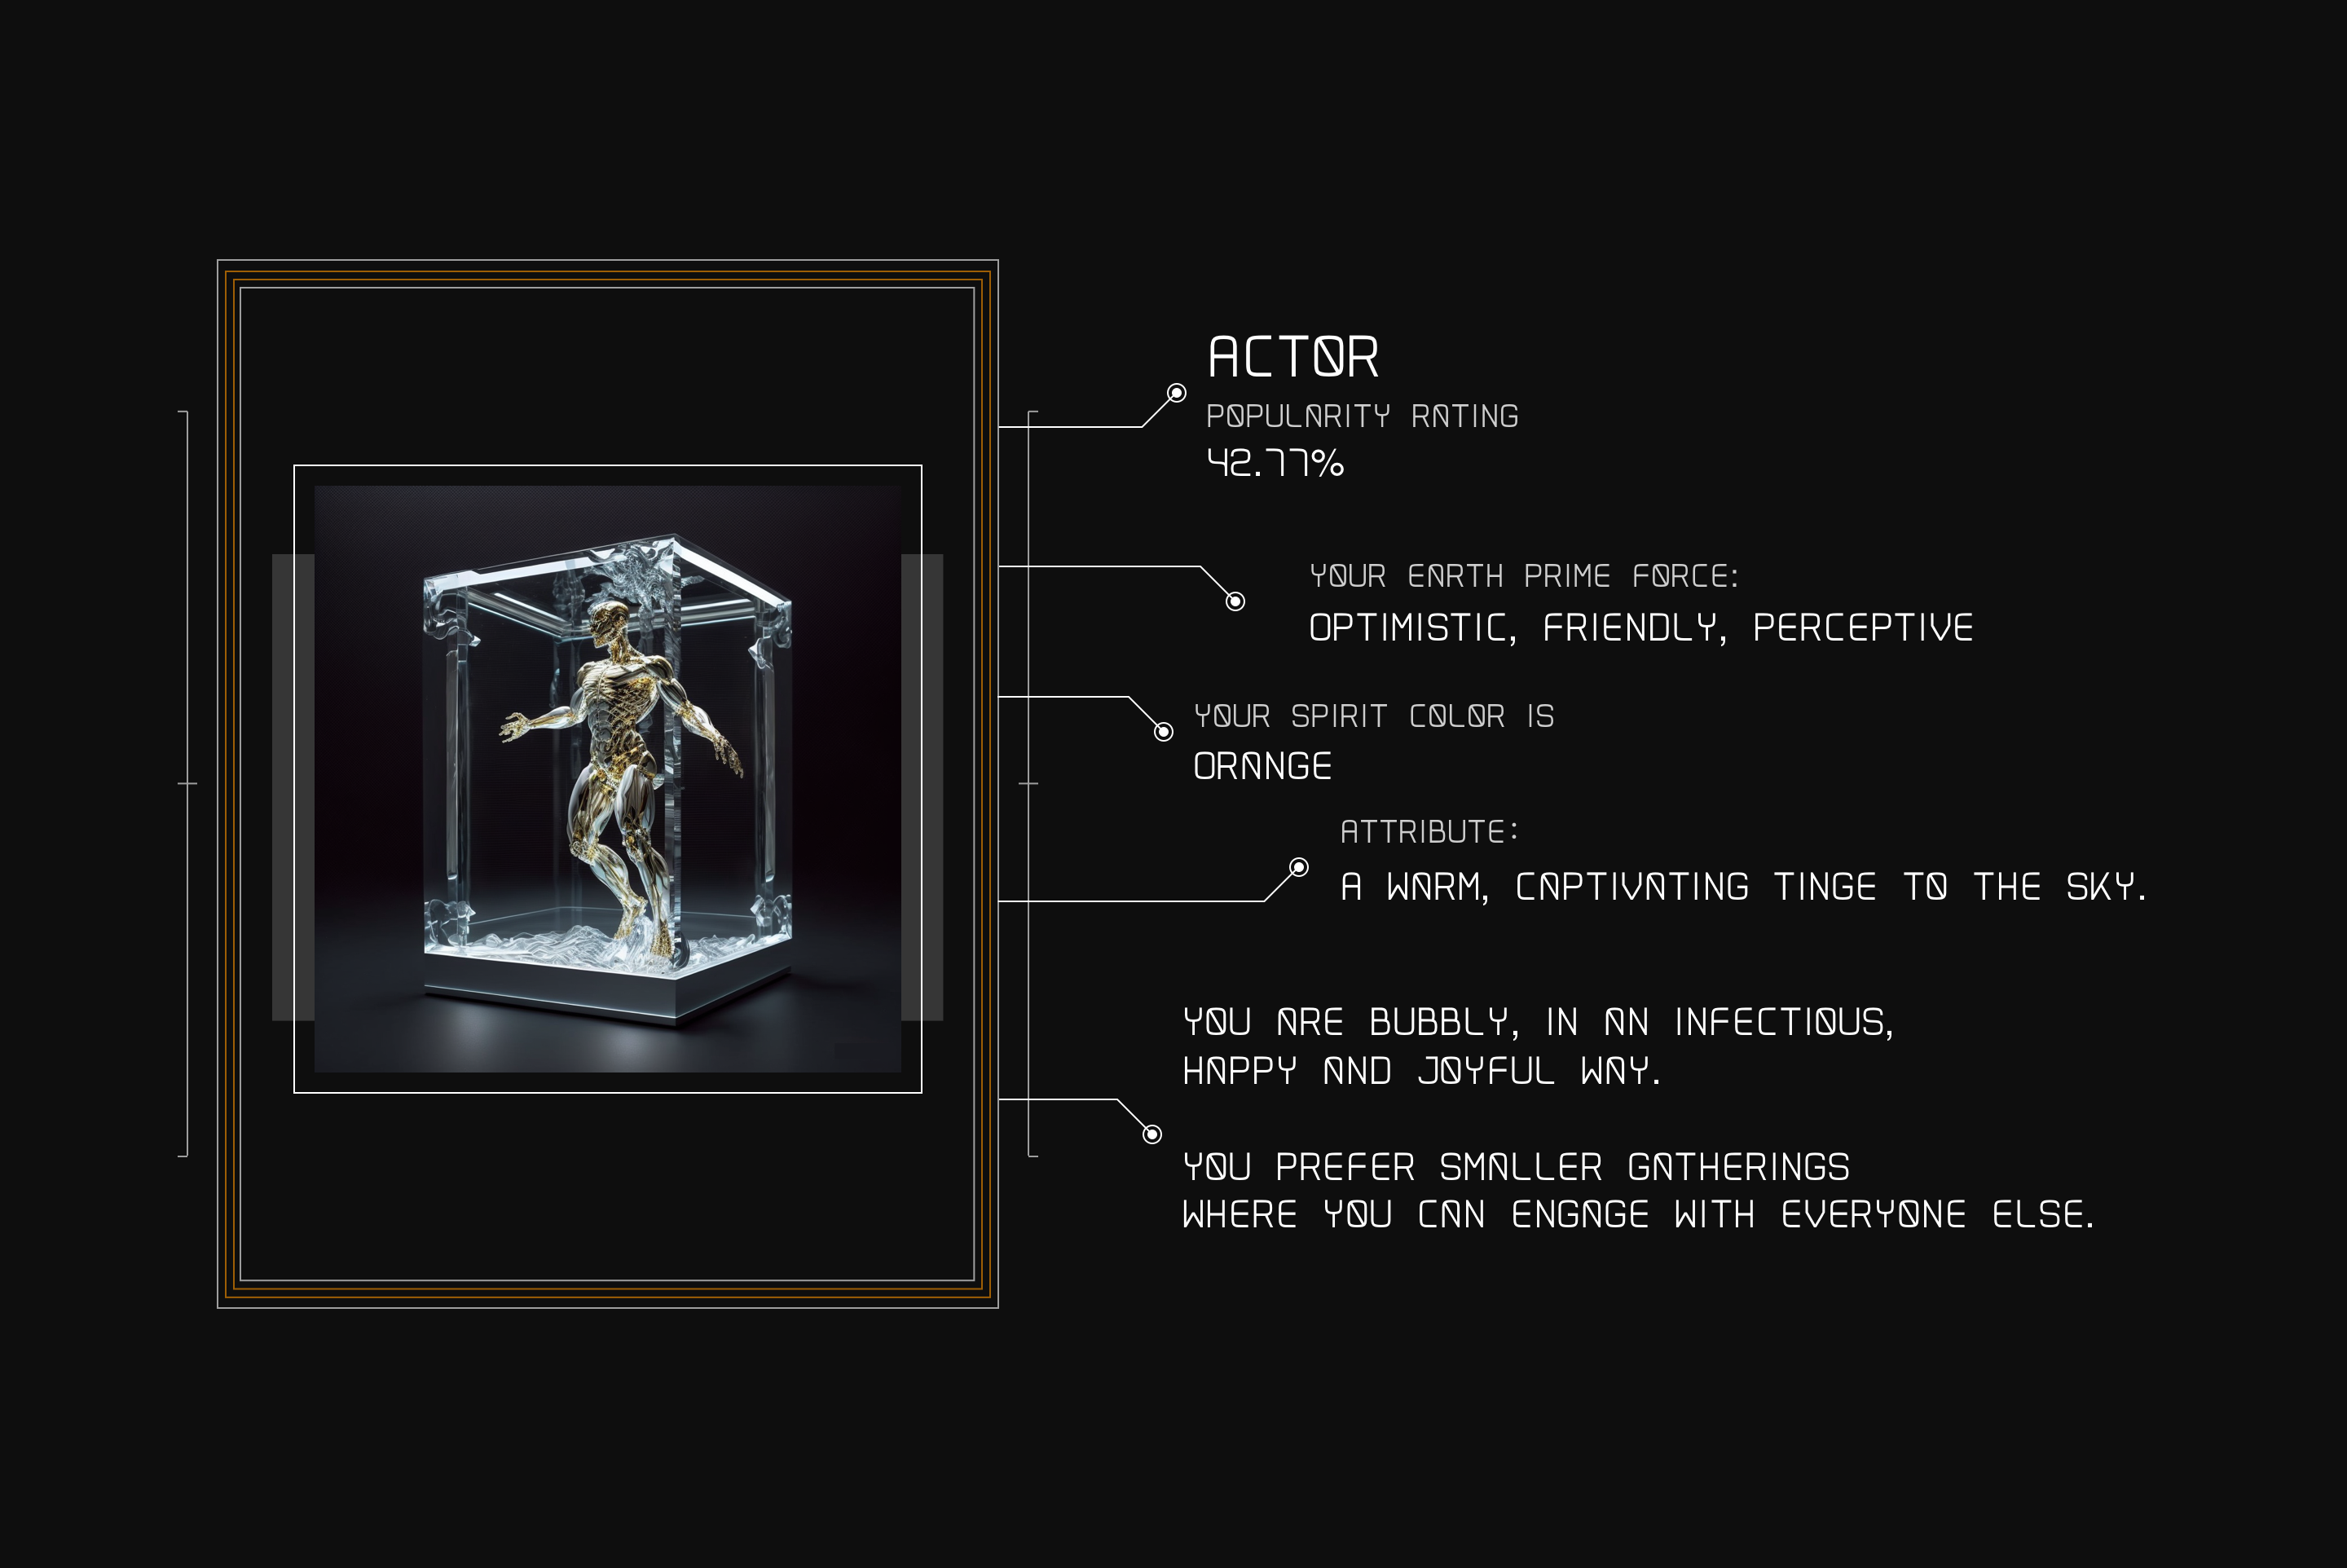 ACTOR
POPULARITY RATING
42.77%
YOUR EARTH PRIME FORCE:
OPTIMISTIC, FRIENDLY, PERCEPTIVE
YOUR SPIRIT COLOR IS
ORANGE
ATTRIBUTE:
A WARM, CAPTIVATING TINGE TO THE SKY.
YOU ARE BUBBLY, IN AN INFECTIOUS,
HAPPY AND JOYFUL WAY.
YOU PREFER SMALLER GATHERINGS
WHERE YOU CAN ENGAGE WITH EVERYONE ELSE.